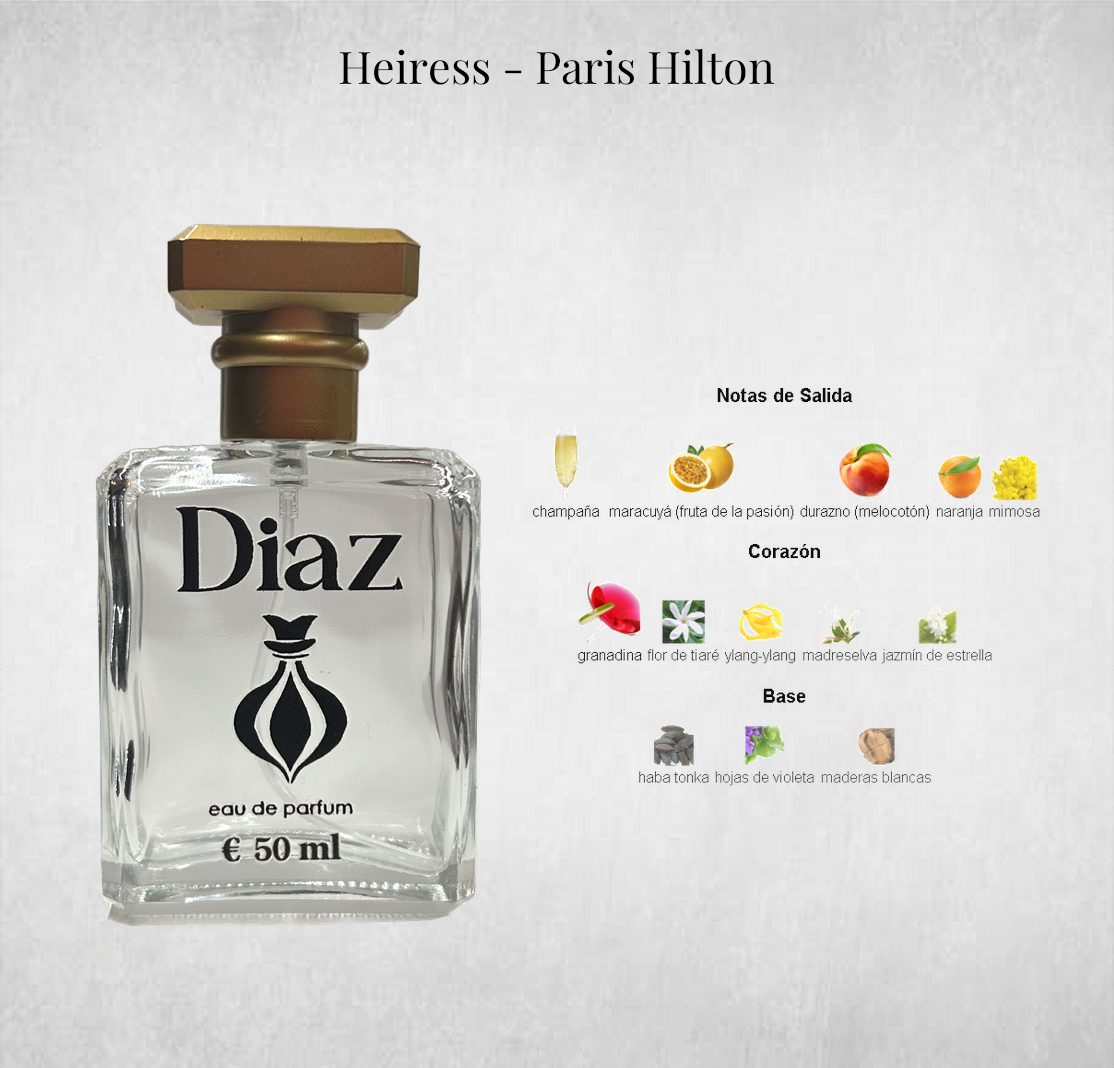 Heiress - Paris Hilton
Diaz
eau de parfum
€ 50 ml
Notas de Salida
champaña maracuyá (fruta de la pasión) durazno (melocotón) naranja mimosa
Corazón
granadina flor de tiaré ylang-ylang madreselva jazmín de estrella
Base
haba tonka hojas de violeta maderas blancas